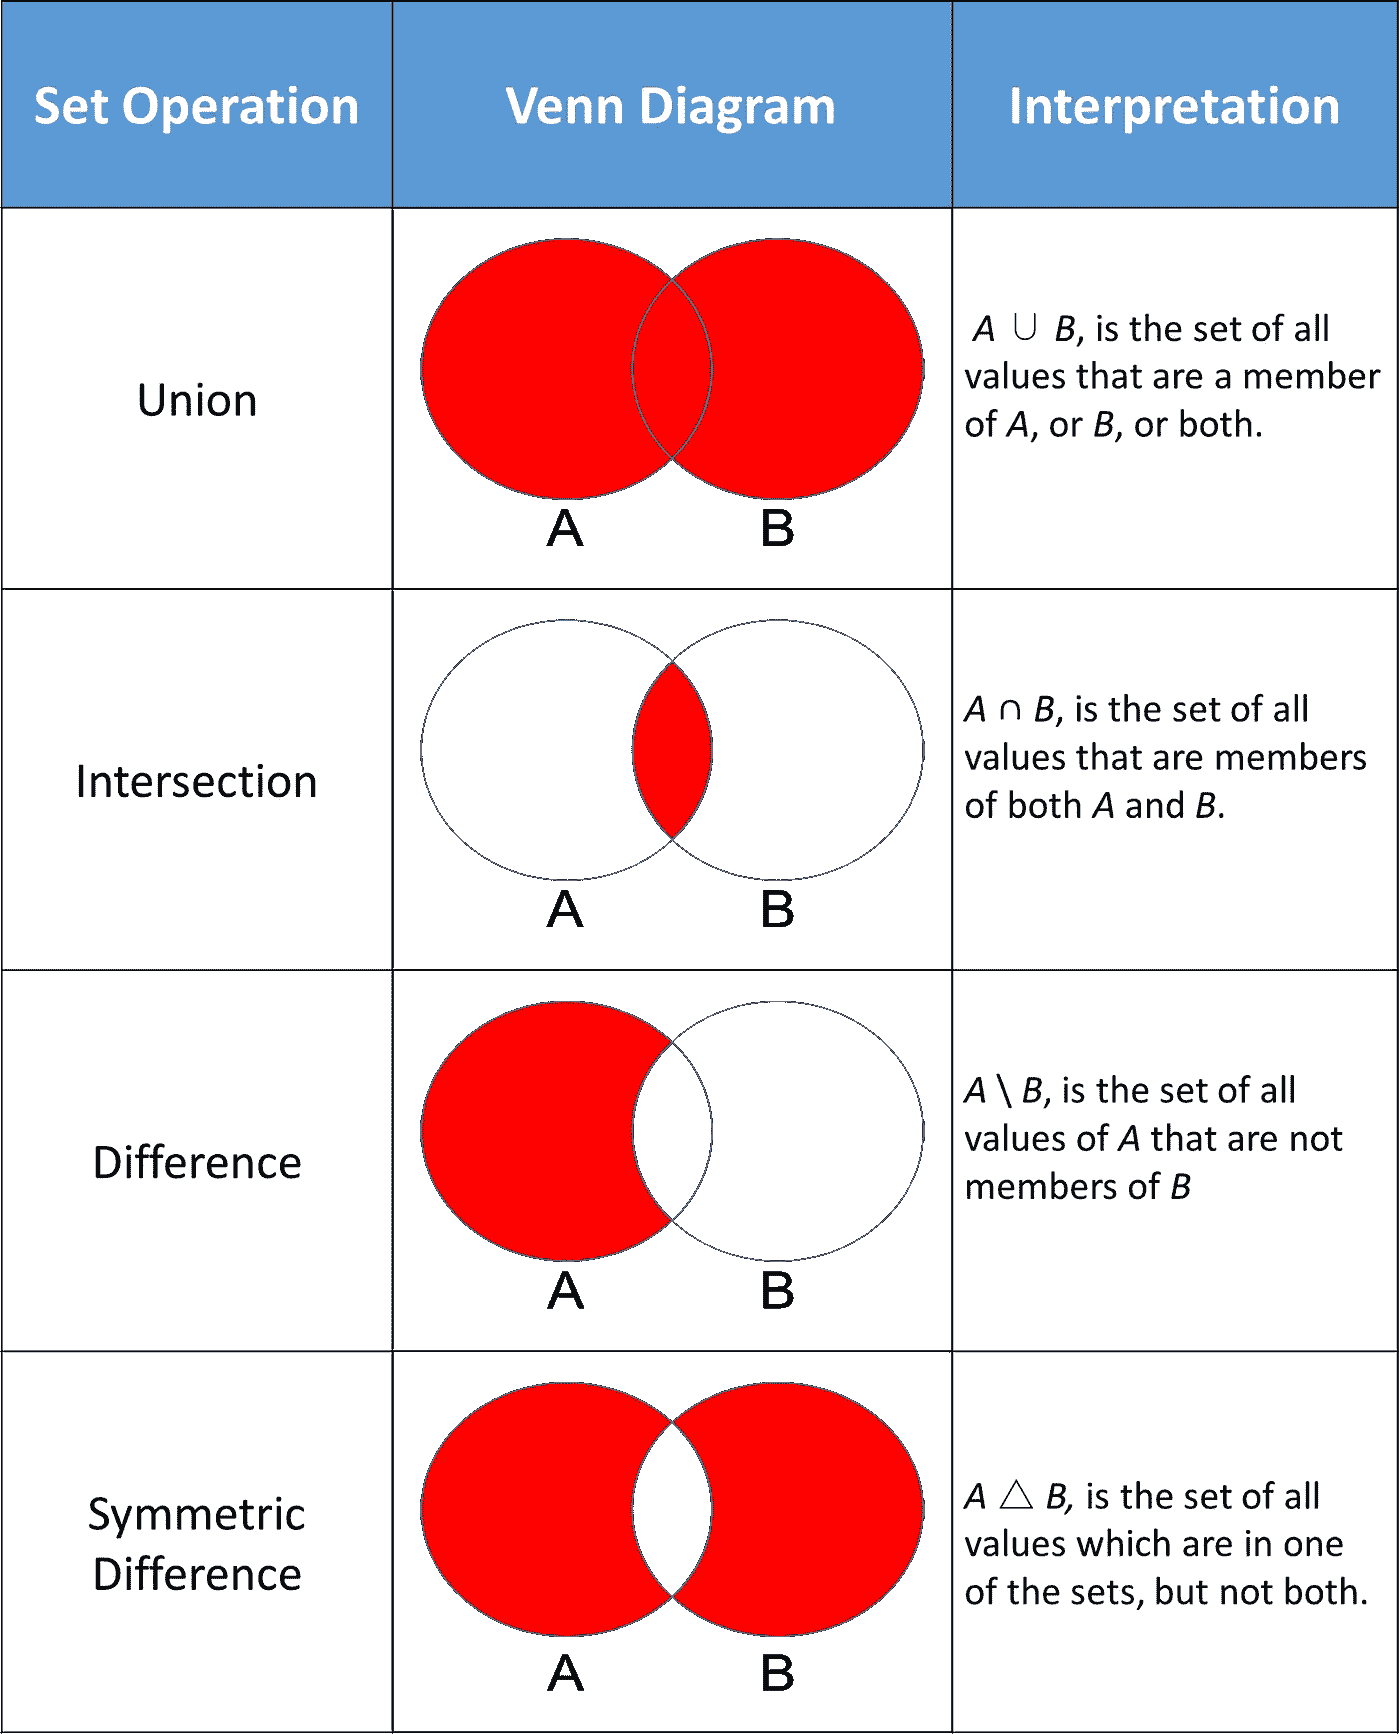 Set Operation
Venn Diagram
Interpretation
Union
A
B
A ∪ B, is the set of all
values that are a member
of A, or B, or both.
Intersection
A
B
A ∩ B, is the set of all
values that are members
of both A and B.
Difference
A
B
A \ B, is the set of all
values of A that are not
members of B
Symmetric
Difference
A
B
A △ B, is the set of all
values which are in one
of the sets, but not both.